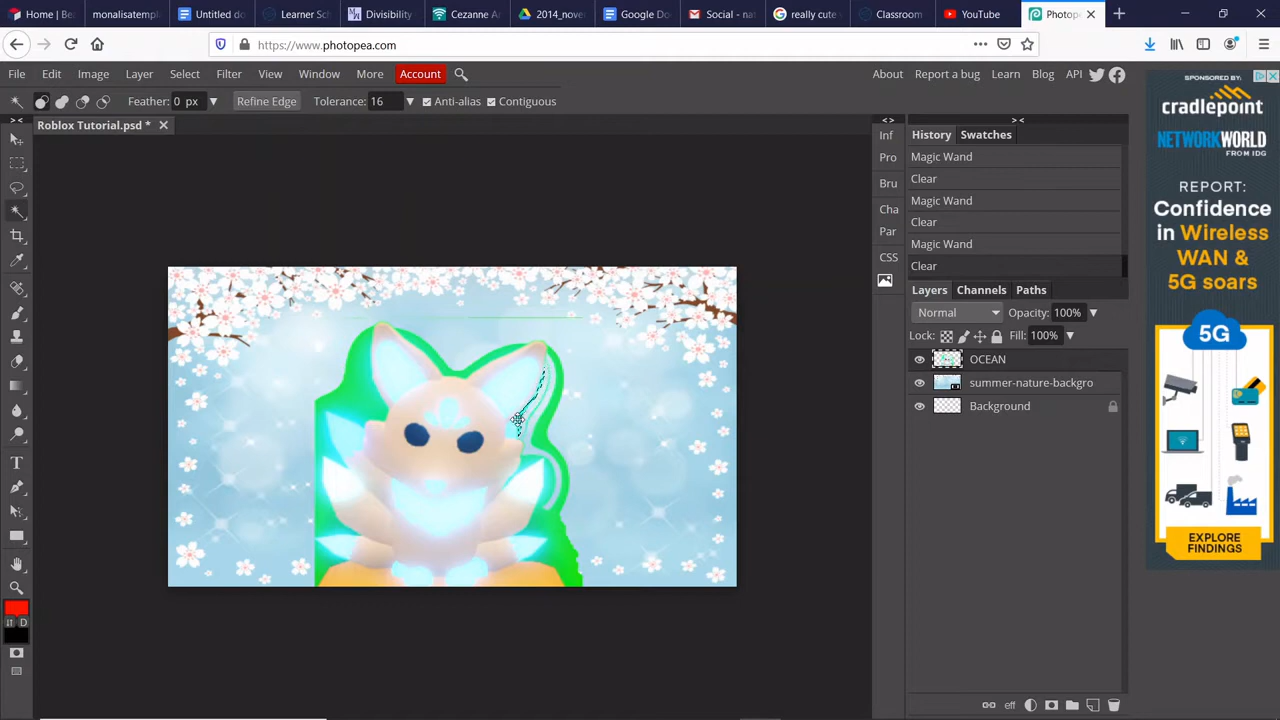 Home | Be
monalisatemple
Untitled do
Learner Sc
Divisibility
Cezanne A
2014_nove
Google Do
Social - na
really cute
Classroom
YouTube
Photop
https://www.photopea.com
File Edit Image Layer Select Filter View Window More Account
About Report a bug Learn Blog API
Feather: 0 px Refine Edge Tolerance: 16 Anti-alias Contiguous
Roblox Tutorial.psd *
> <
< >
> <
Inf
Pro
Bru
Cha
Par
CSS
History Swatches
Magic Wand
Clear
Magic Wand
Clear
Magic Wand
Clear
Layers Channels Paths
Normal Opacity: 100%
Lock: Fill: 100%
OCEAN
summer-nature-backgro
Background
eff
D
SPONSORED BY:
cradlepoint
NETWORKWORLD
FROM IDG
REPORT:
Confidence
in Wireless
WAN &
5G soars
5G
EXPLORE
FINDINGS